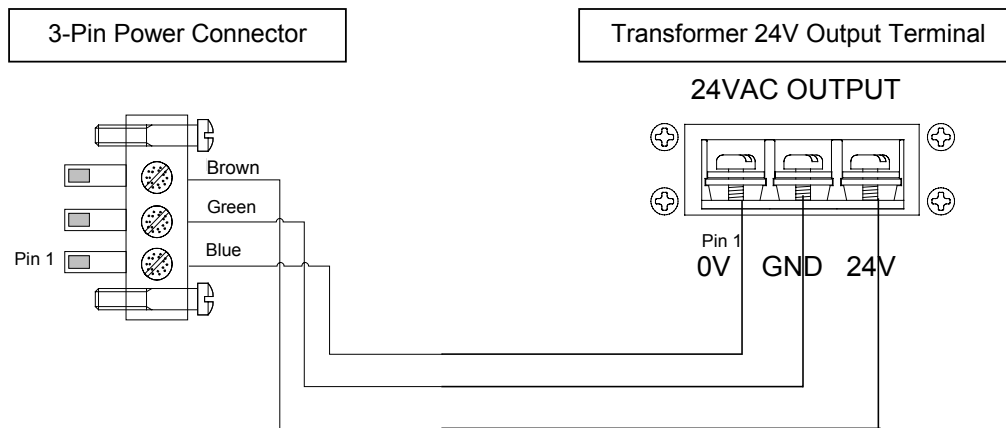 3-Pin Power Connector
Transformer 24V Output Terminal
24VAC OUTPUT
Brown
Green
Blue
Pin 1
Pin 1
0V GND 24V